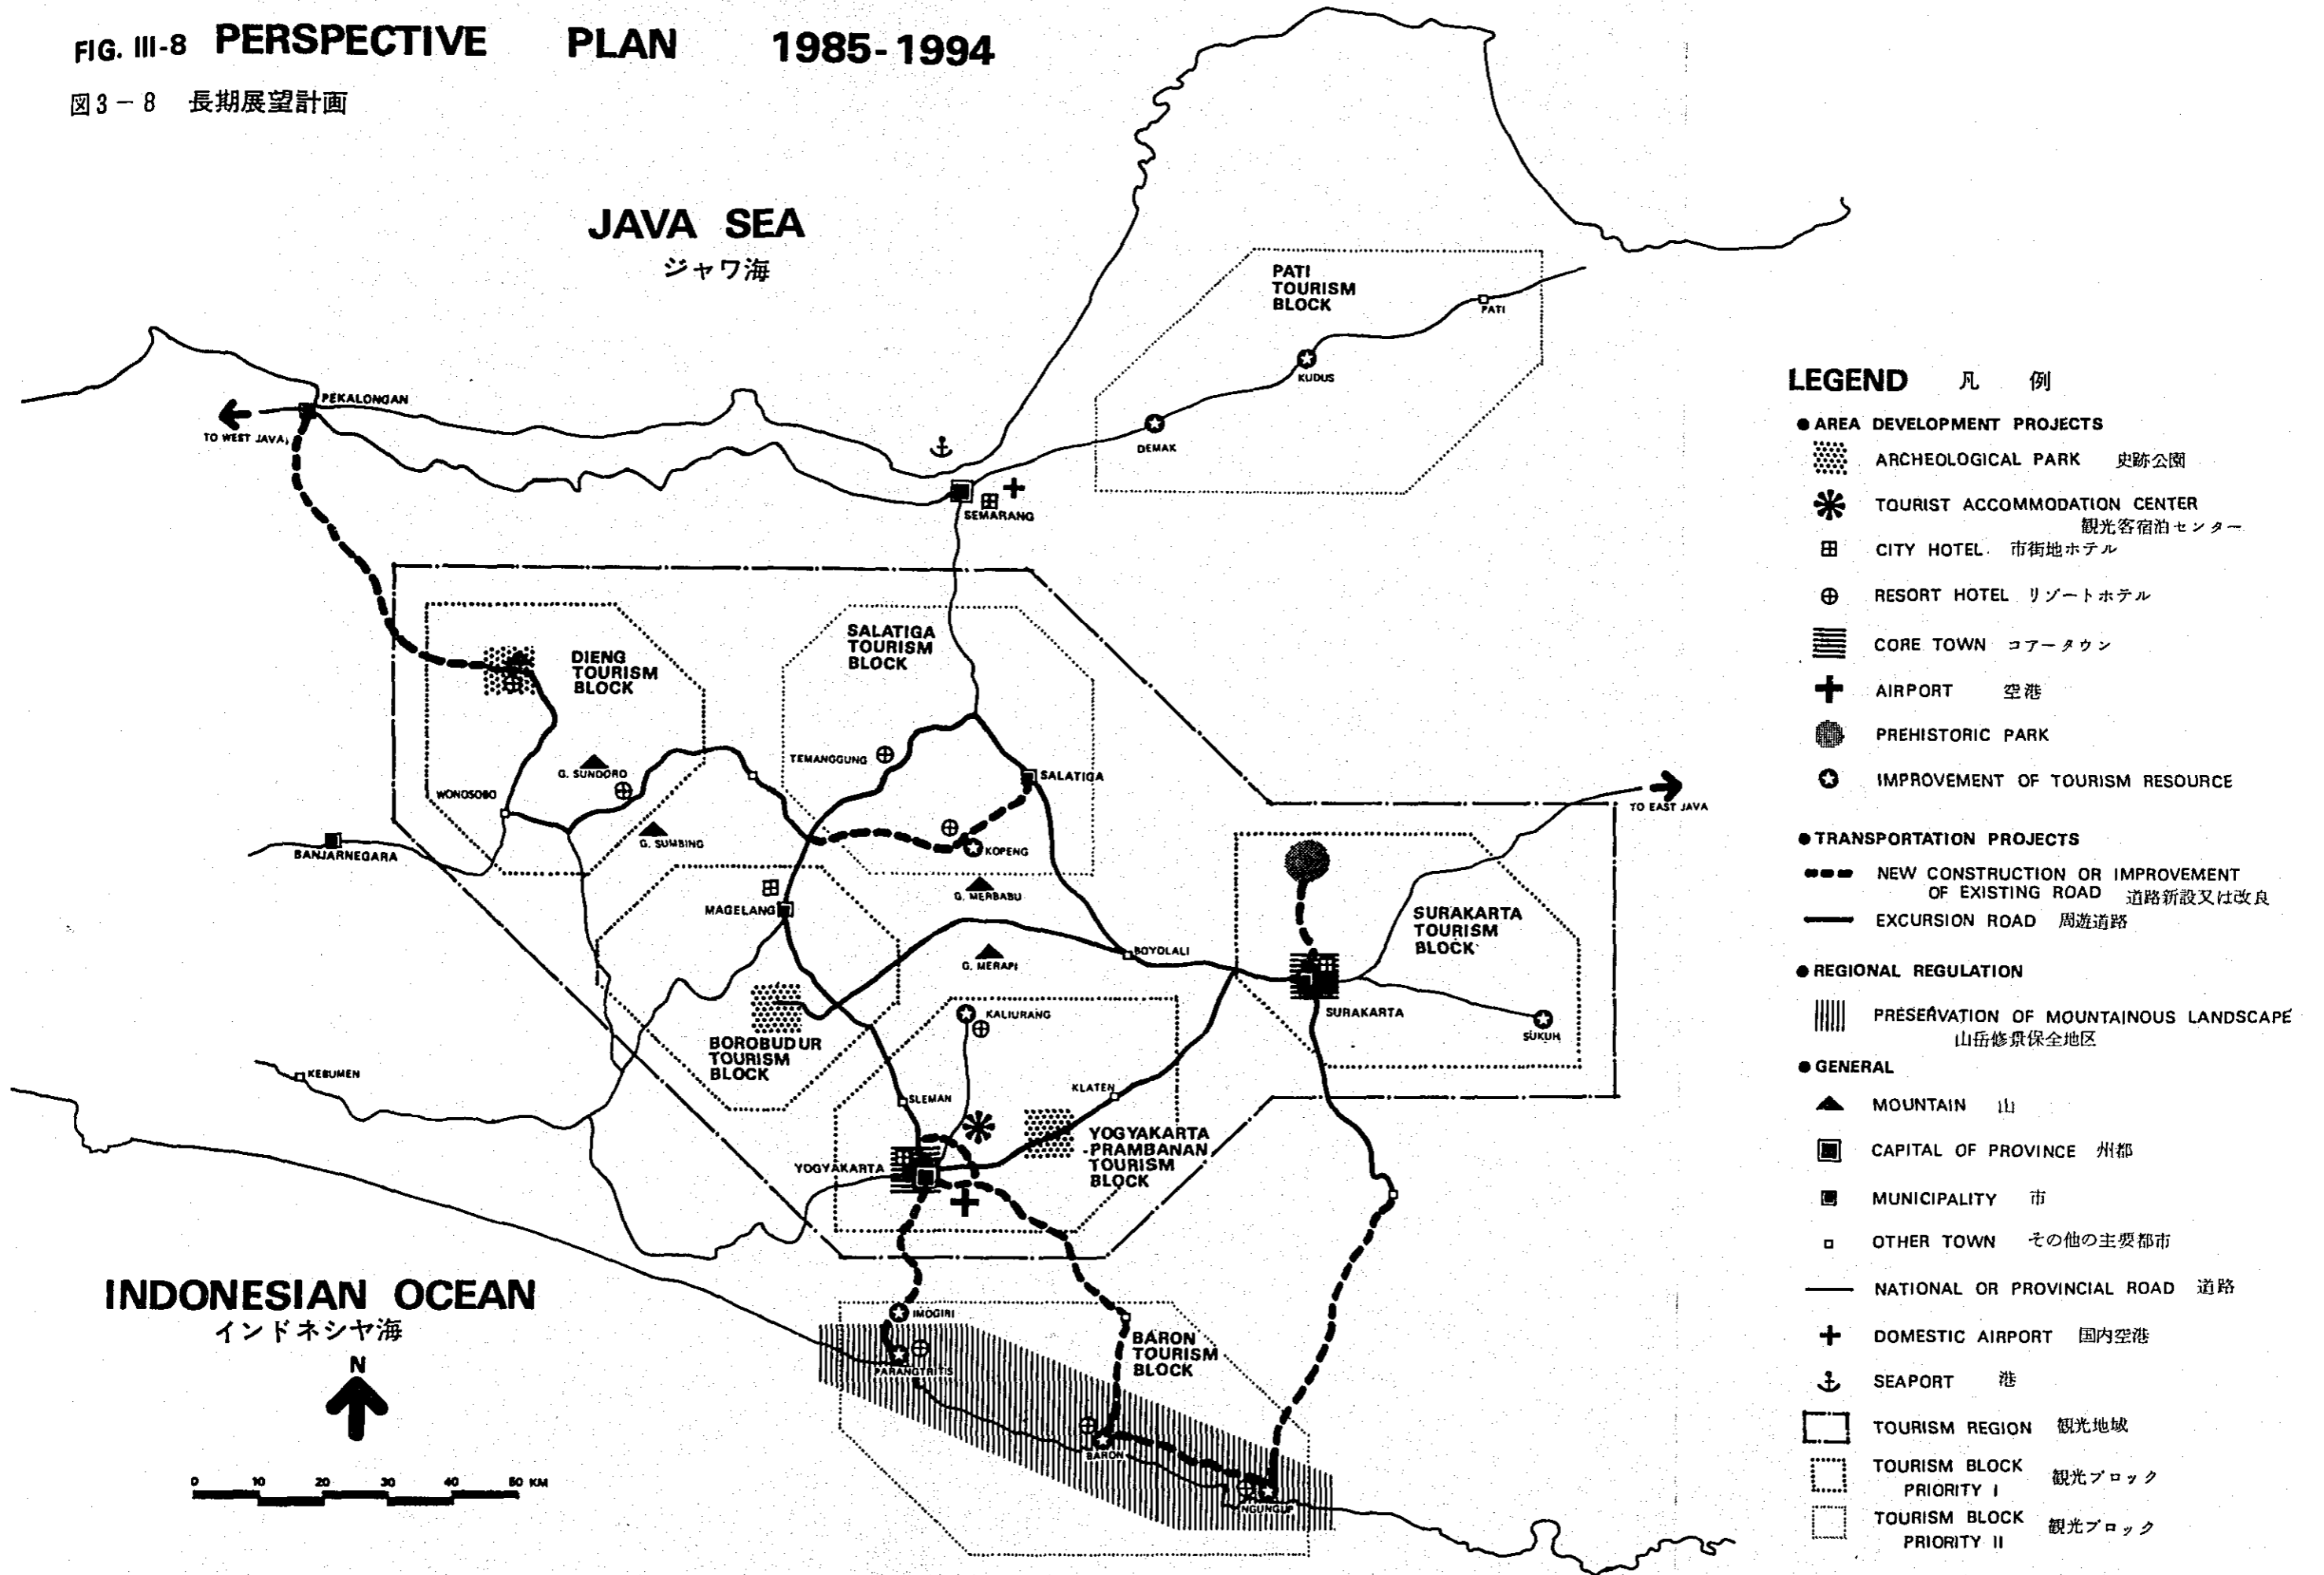 FIG. III-8 PERSPECTIVE PLAN 1985-1994
図3-8 長期展望計画
JAVA SEA
ジャワ海
PATI
TOURISM
BLOCK
PATI
KUDUS
DEMAK
PEKALONGAN
TO WEST JAVA
SEMARANG
DIENG
TOURISM
BLOCK
SALATIGA
TOURISM
BLOCK
TEMANGGUNG
SALATIGA
G. SUNDORO
WONOSOBO
G. SUMBING
BANJARNEGARA
KOPENG
G. MERBABU
TO EAST JAVA
MAGELANG
SURAKARTA
TOURISM
BLOCK
BOYOLALI
G. MERAPI
SURAKARTA
SUKUH
KALIURANG
BOROBUDUR
TOURISM
BLOCK
KEBUMEN
SLEMAN
KLATEN
YOGYAKARTA
-PRAMBANAN
TOURISM
BLOCK
YOGYAKARTA
INDONESIAN OCEAN
インドネシヤ海
N
0 10 20 30 40 50 KM
IMOGIRI
PARANGTRITIS
BARON
TOURISM
BLOCK
BARON
NGUNGUP
LEGEND 凡 例
● AREA DEVELOPMENT PROJECTS
ARCHEOLOGICAL PARK 史跡公園
TOURIST ACCOMMODATION CENTER
観光客宿泊センター
CITY HOTEL 市街地ホテル
RESORT HOTEL リゾートホテル
CORE TOWN コアータウン
AIRPORT 空港
PREHISTORIC PARK
IMPROVEMENT OF TOURISM RESOURCE
● TRANSPORTATION PROJECTS
NEW CONSTRUCTION OR IMPROVEMENT
OF EXISTING ROAD 道路新設又は改良
EXCURSION ROAD 周遊道路
● REGIONAL REGULATION
PRESERVATION OF MOUNTAINOUS LANDSCAPE
山岳修景保全地区
● GENERAL
MOUNTAIN 山
CAPITAL OF PROVINCE 州都
MUNICIPALITY 市
OTHER TOWN その他の主要都市
NATIONAL OR PROVINCIAL ROAD 道路
DOMESTIC AIRPORT 国内空港
SEAPORT 港
TOURISM REGION 観光地域
TOURISM BLOCK
PRIORITY I 観光ブロック
TOURISM BLOCK
PRIORITY II 観光ブロック